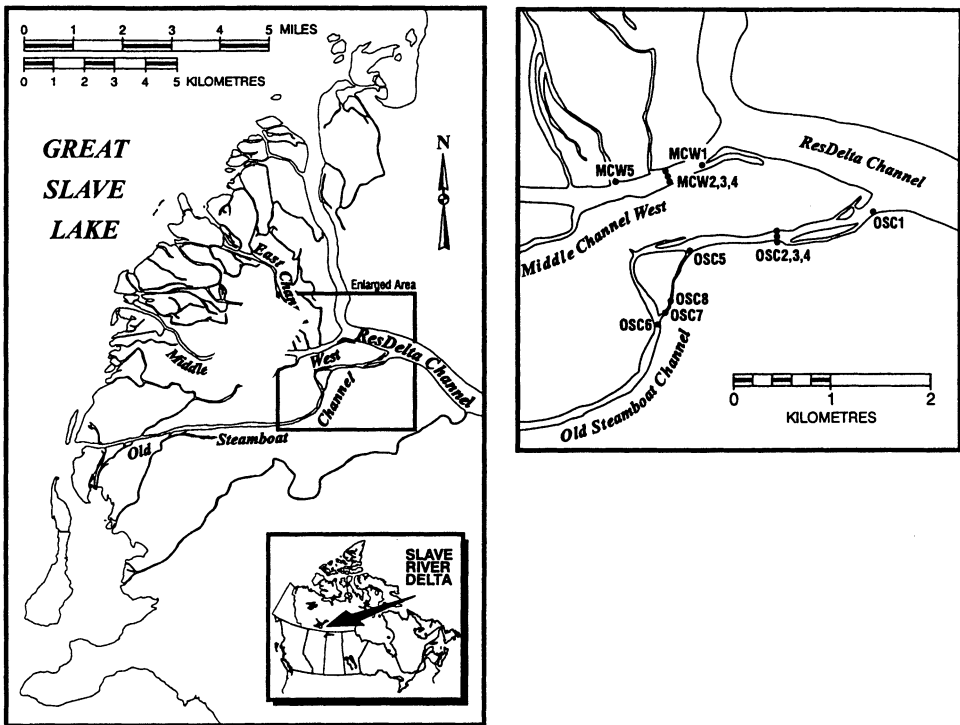 0 1 2 3 4 5 MILES
0 1 2 3 4 5 KILOMETRES
GREAT
SLAVE
LAKE
N
East Chan
Enlarged Area
Middle
West
ResDelta Channel
Channel
Old Steamboat
SLAVE
RIVER
DELTA
ResDelta Channel
MCW1
MCW5
MCW2,3,4
Middle Channel West
OSC1
OSC2,3,4
OSC5
OSC8
OSC7
OSC6
Old Steamboat Channel
0 1 2
KILOMETRES